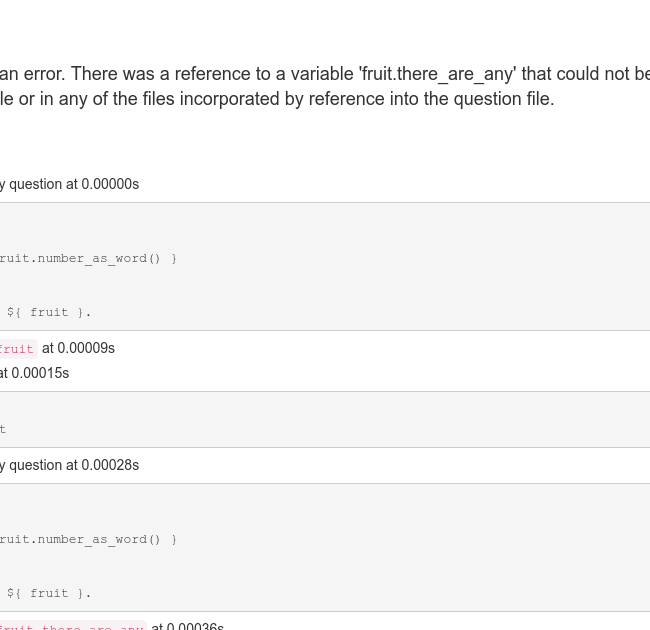 an error. There was a reference to a variable 'fruit.there_are_any' that could not be
le or in any of the files incorporated by reference into the question file.
y question at 0.00000s
ruit.number_as_word() }
${ fruit }.
fruit at 0.00009s
at 0.00015s
t
y question at 0.00028s
ruit.number_as_word() }
${ fruit }.
fruit.there_are_any at 0.00036s